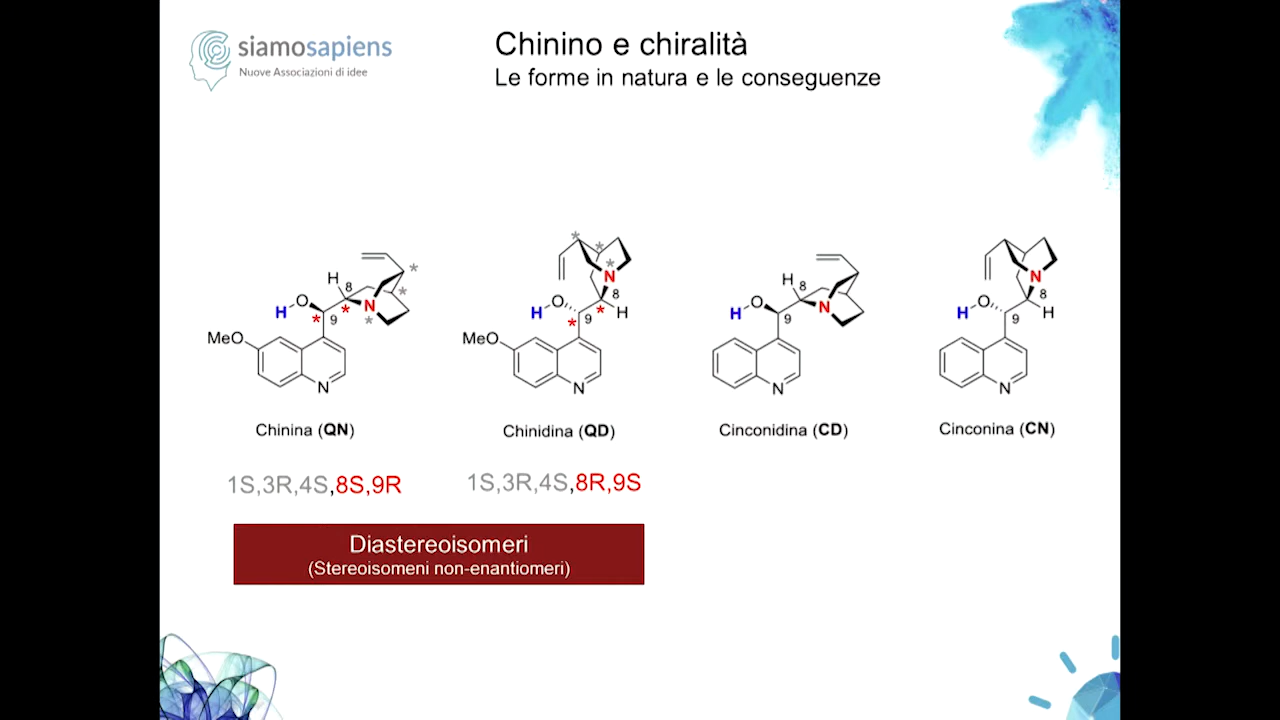 siamosapiens
Nuove Associazioni di idee
Chinino e chiralità
Le forme in natura e le conseguenze
H
8
*
*
H
O
*
*
N
*
9
MeO
N
Chinina (QN)
*
*
*
N
8
H
O
*
*
9
H
MeO
N
Chinidina (QD)
H
8
H
O
N
9
N
Cinconidina (CD)
N
8
H
O
9
H
N
Cinconina (CN)
1S,3R,4S,8S,9R
1S,3R,4S,8R,9S
Diastereoisomeri
(Stereoisomeni non-enantiomeri)